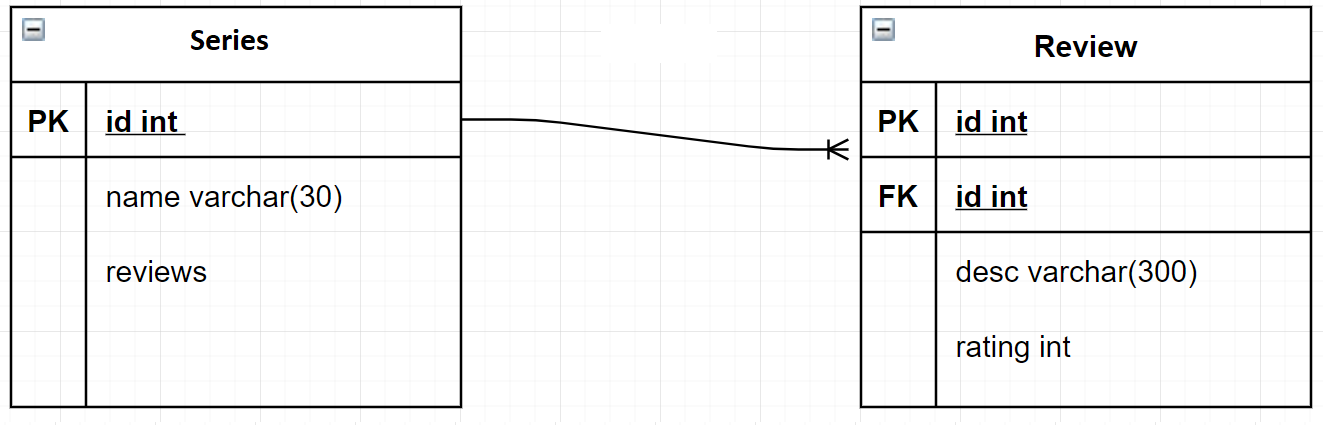 Series
PK id int
name varchar(30)
reviews
Review
PK id int
FK id int
desc varchar(300)
rating int